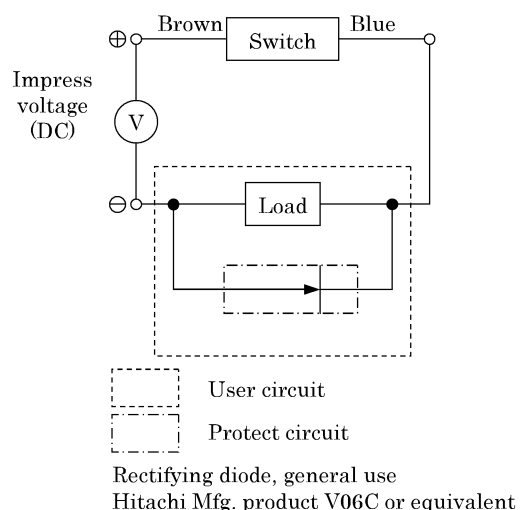 ⊕ Brown Switch Blue
Impress
voltage
(DC)
V
⊖ Load
User circuit
Protect circuit
Rectifying diode, general use
Hitachi Mfg. product V06C or equivalent